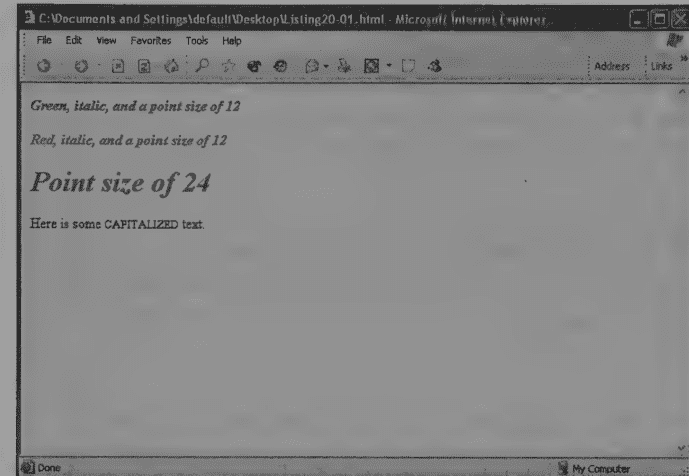 C:\Documents and Settings\default\Desktop\Listing20-01.html - Microsoft Internet Explorer
File Edit View Favorites Tools Help
Address Links
Green, italic, and a point size of 12
Red, italic, and a point size of 12
Point size of 24
Here is some CAPITALIZED text.
Done My Computer